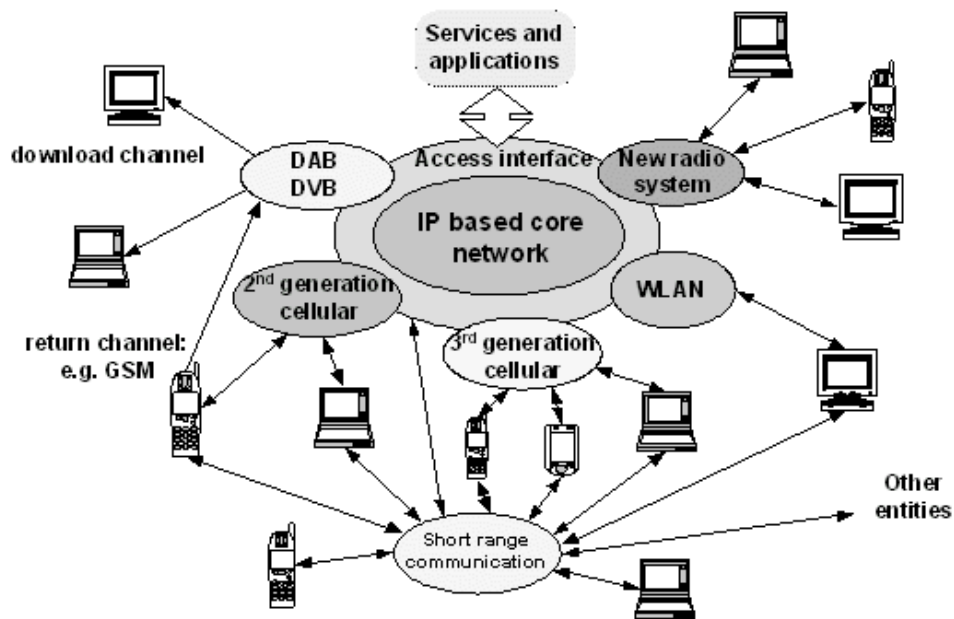 Services and
applications
download channel
DAB
DVB
Access interface
New radio
system
IP based core
network
2nd generation
cellular
WLAN
return channel:
e.g. GSM
3rd generation
cellular
Other
entities
Short range
communication